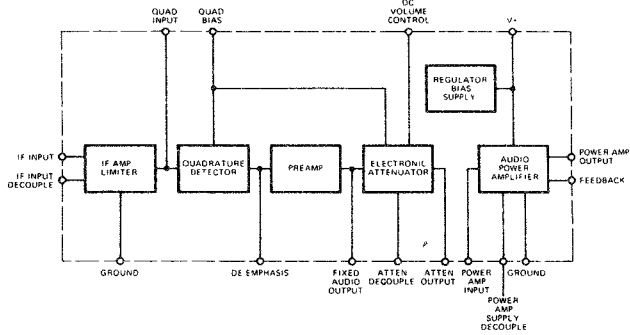 QUAD
INPUT
QUAD
BIAS
DC
VOLUME
CONTROL
V+
REGULATOR
BIAS
SUPPLY
IF INPUT
IF INPUT
DECOUPLE
IF AMP
LIMITER
QUADRATURE
DETECTOR
PREAMP
ELECTRONIC
ATTENUATOR
AUDIO
POWER
AMPLIFIER
POWER AMP
OUTPUT
FEEDBACK
GROUND
DE EMPHASIS
FIXED
AUDIO
OUTPUT
ATTEN
DECOUPLE
ATTEN
OUTPUT
POWER
AMP
INPUT
GROUND
POWER
AMP
SUPPLY
DECOUPLE